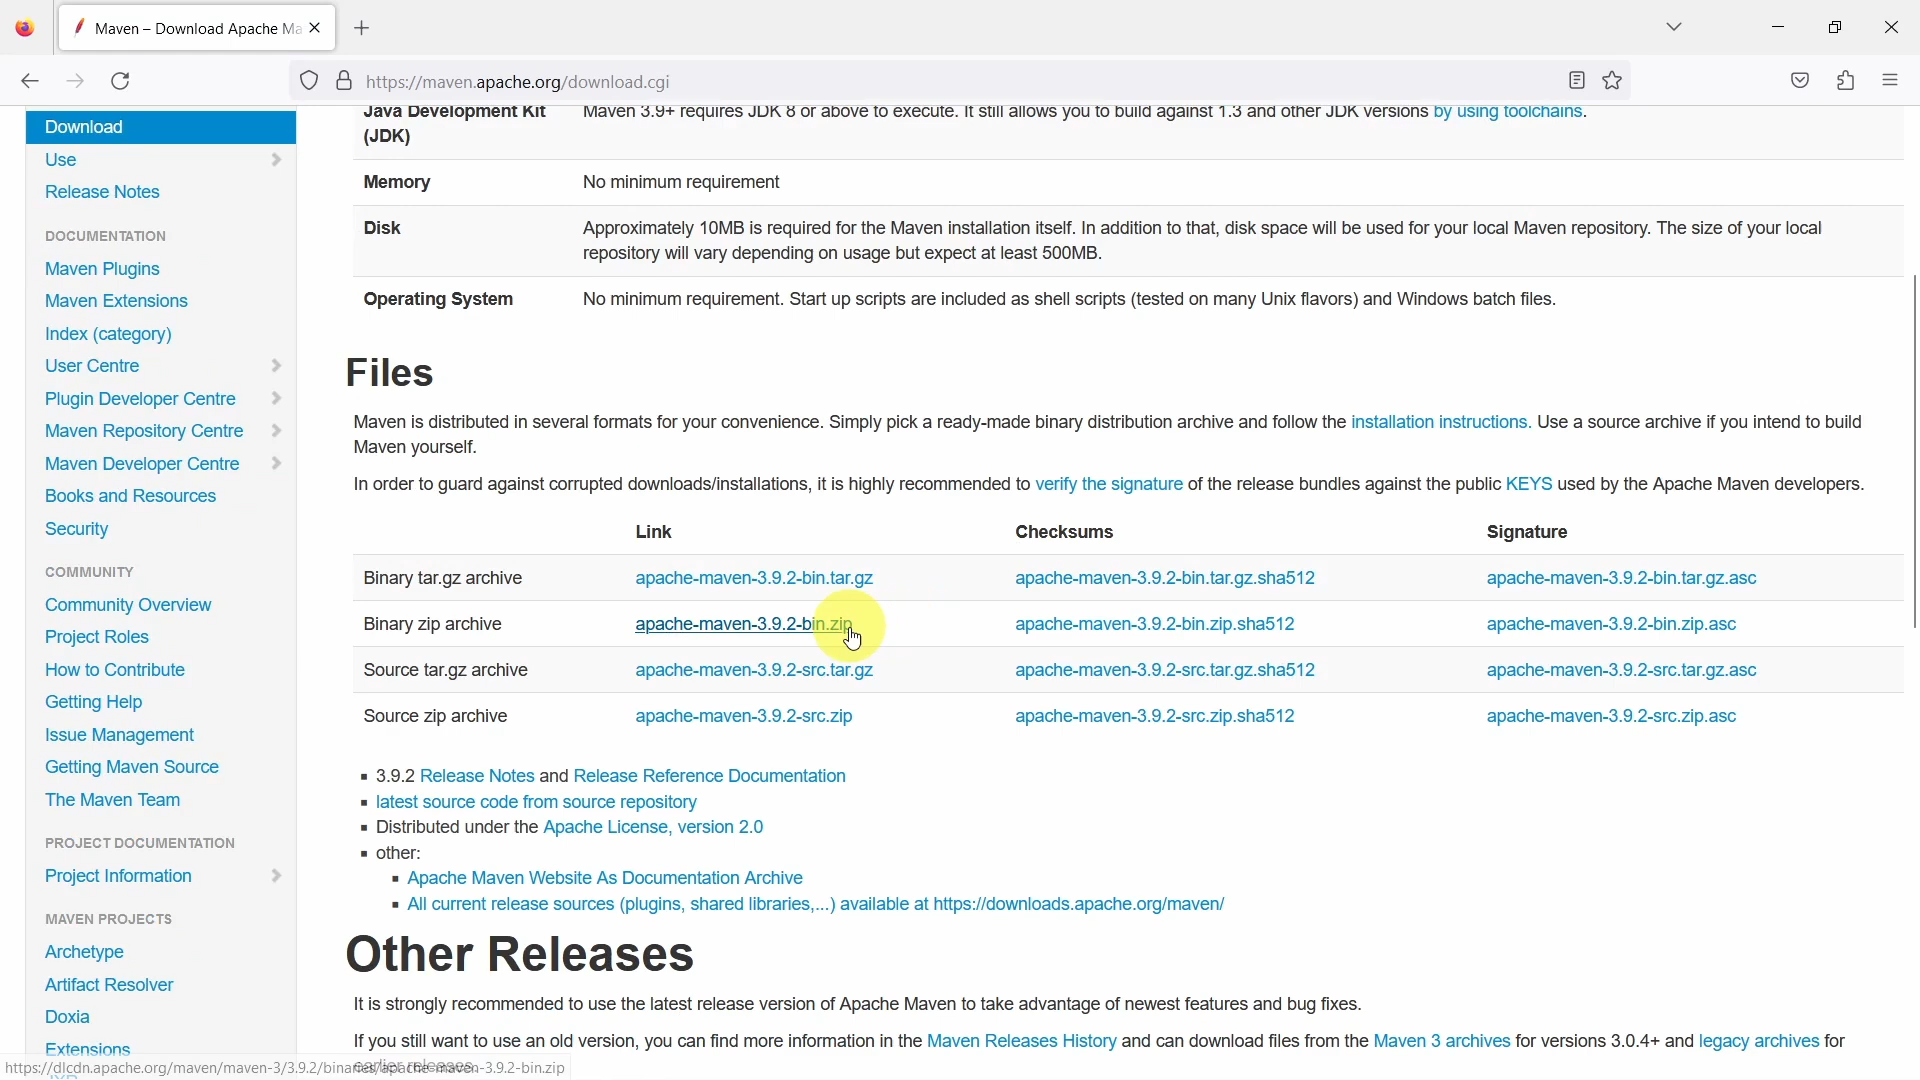 Maven – Download Apache Ma
https://maven.apache.org/download.cgi
Download
Use
Release Notes
DOCUMENTATION
Maven Plugins
Maven Extensions
Index (category)
User Centre
Plugin Developer Centre
Maven Repository Centre
Maven Developer Centre
Books and Resources
Security
COMMUNITY
Community Overview
Project Roles
How to Contribute
Getting Help
Issue Management
Getting Maven Source
The Maven Team
PROJECT DOCUMENTATION
Project Information
MAVEN PROJECTS
Archetype
Artifact Resolver
Doxia
Extensions
Java Development Kit Maven 3.9+ requires JDK 8 or above to execute. It still allows you to build against 1.3 and other JDK versions by using toolchains.
(JDK)
Memory No minimum requirement
Disk Approximately 10MB is required for the Maven installation itself. In addition to that, disk space will be used for your local Maven repository. The size of your local
repository will vary depending on usage but expect at least 500MB.
Operating System No minimum requirement. Start up scripts are included as shell scripts (tested on many Unix flavors) and Windows batch files.
Files
Maven is distributed in several formats for your convenience. Simply pick a ready-made binary distribution archive and follow the installation instructions. Use a source archive if you intend to build
Maven yourself.
In order to guard against corrupted downloads/installations, it is highly recommended to verify the signature of the release bundles against the public KEYS used by the Apache Maven developers.
Link Checksums Signature
Binary tar.gz archive apache-maven-3.9.2-bin.tar.gz apache-maven-3.9.2-bin.tar.gz.sha512 apache-maven-3.9.2-bin.tar.gz.asc
Binary zip archive apache-maven-3.9.2-bin.zip apache-maven-3.9.2-bin.zip.sha512 apache-maven-3.9.2-bin.zip.asc
Source tar.gz archive apache-maven-3.9.2-src.tar.gz apache-maven-3.9.2-src.tar.gz.sha512 apache-maven-3.9.2-src.tar.gz.asc
Source zip archive apache-maven-3.9.2-src.zip apache-maven-3.9.2-src.zip.sha512 apache-maven-3.9.2-src.zip.asc
▪ 3.9.2 Release Notes and Release Reference Documentation
▪ latest source code from source repository
▪ Distributed under the Apache License, version 2.0
▪ other:
▪ Apache Maven Website As Documentation Archive
▪ All current release sources (plugins, shared libraries,...) available at https://downloads.apache.org/maven/
Other Releases
It is strongly recommended to use the latest release version of Apache Maven to take advantage of newest features and bug fixes.
If you still want to use an old version, you can find more information in the Maven Releases History and can download files from the Maven 3 archives for versions 3.0.4+ and legacy archives for
earlier releases.
https://dlcdn.apache.org/maven/maven-3/3.9.2/binaries/apache-maven-3.9.2-bin.zip